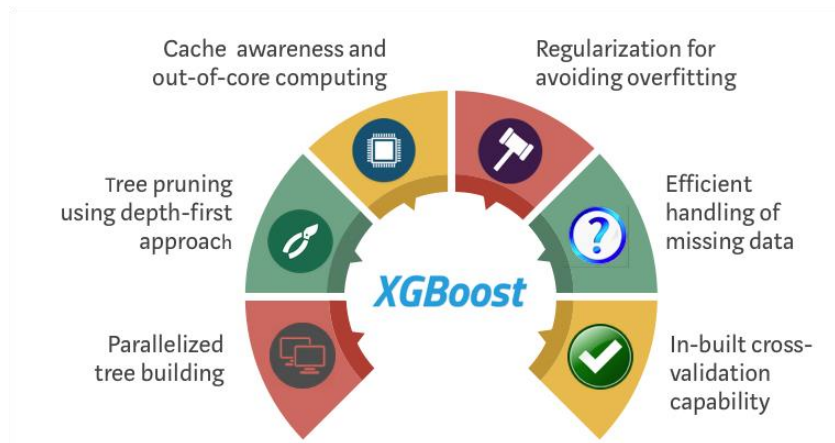 Cache awareness and
out-of-core computing
Regularization for
avoiding overfitting
Tree pruning
using depth-first
approach
Efficient
handling of
missing data
XGBoost
Parallelized
tree building
In-built cross-
validation
capability
?